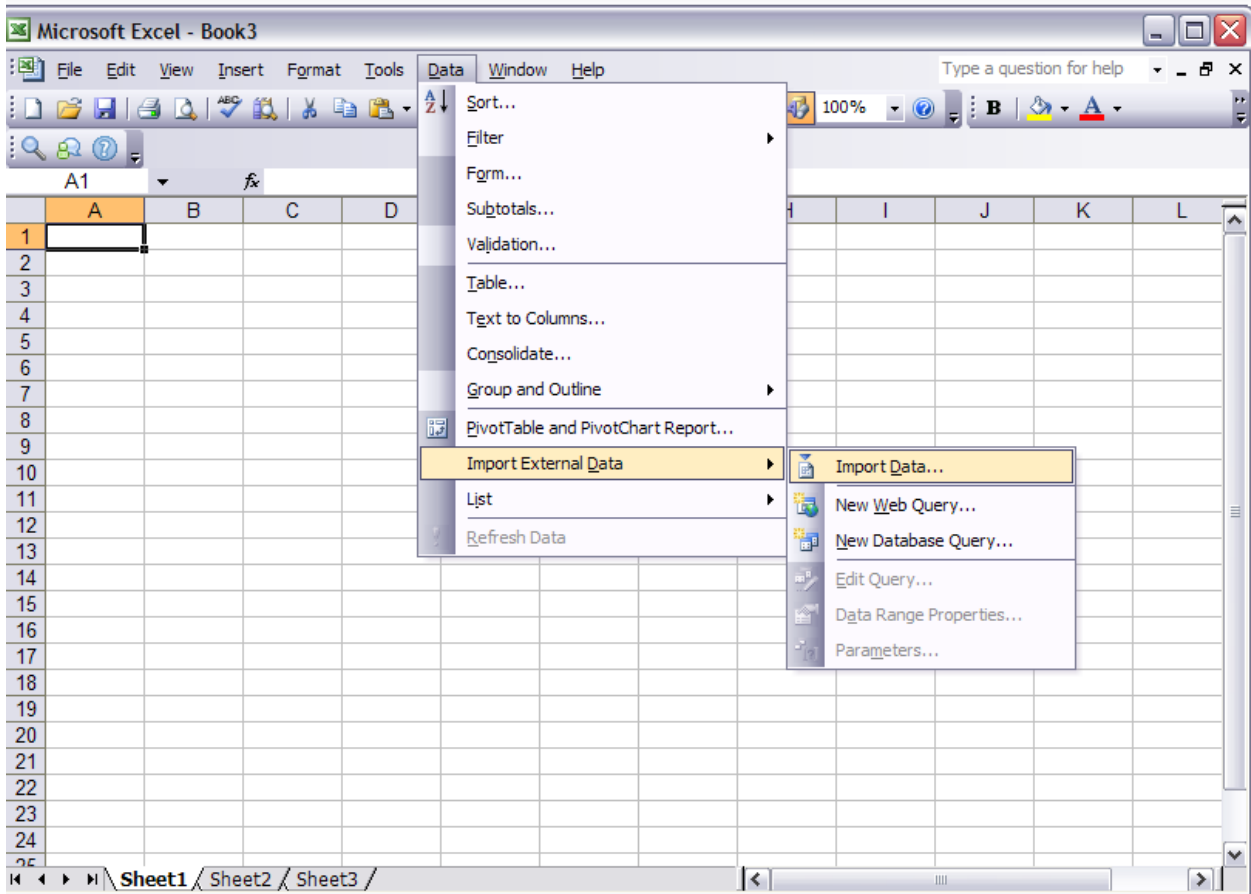 Microsoft Excel - Book3
File Edit View Insert Format Tools Data Window Help Type a question for help
ABC 100% B A
A1 fx
A B C D H I J K L
Sort...
Filter
Form...
Subtotals...
Validation...
Table...
Text to Columns...
Consolidate...
Group and Outline
PivotTable and PivotChart Report...
Import External Data
List
Refresh Data
Import Data...
New Web Query...
New Database Query...
Edit Query...
Data Range Properties...
Parameters...
1
2
3
4
5
6
7
8
9
10
11
12
13
14
15
16
17
18
19
20
21
22
23
24
25
Sheet1 Sheet2 Sheet3